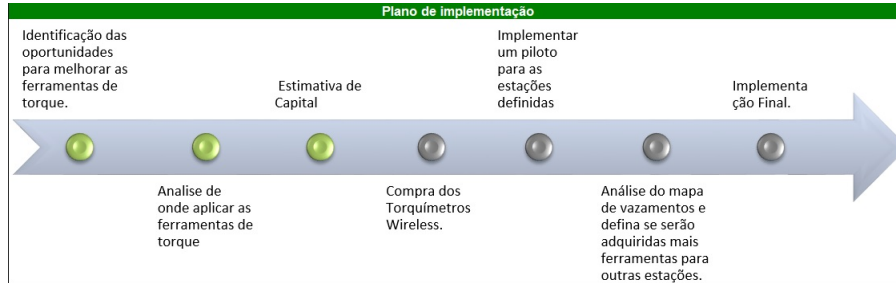 Plano de implementação
Identificação das
oportunidades
para melhorar as
ferramentas de
torque.
Analise de
onde aplicar as
ferramentas de
torque
Estimativa de
Capital
Compra dos
Torquímetros
Wireless.
Implementar
um piloto
para as
estações
definidas
Análise do mapa
de vazamentos e
defina se serão
adquiridas mais
ferramentas para
outras estações.
Implementa
ção Final.